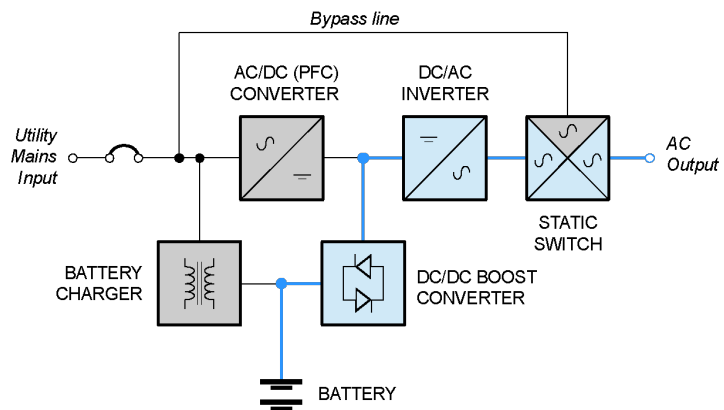 Bypass line
AC/DC (PFC)
CONVERTER
DC/AC
INVERTER
Utility
Mains
Input
AC
Output
STATIC
SWITCH
BATTERY
CHARGER
DC/DC BOOST
CONVERTER
BATTERY